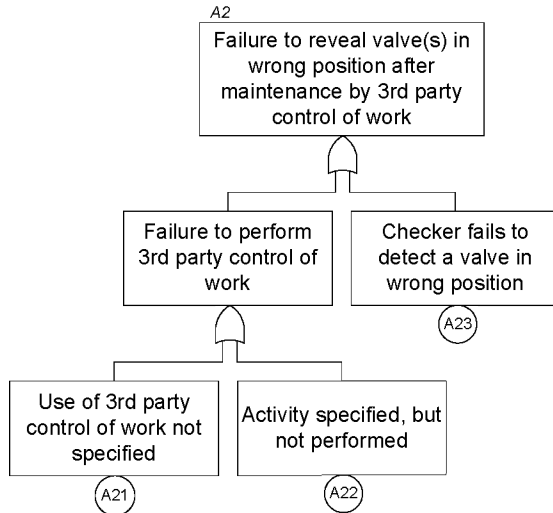 A2
Failure to reveal valve(s) in
wrong position after
maintenance by 3rd party
control of work
Failure to perform
3rd party control of
work
Checker fails to
detect a valve in
wrong position
A23
Use of 3rd party
control of work not
specified
Activity specified, but
not performed
A21
A22